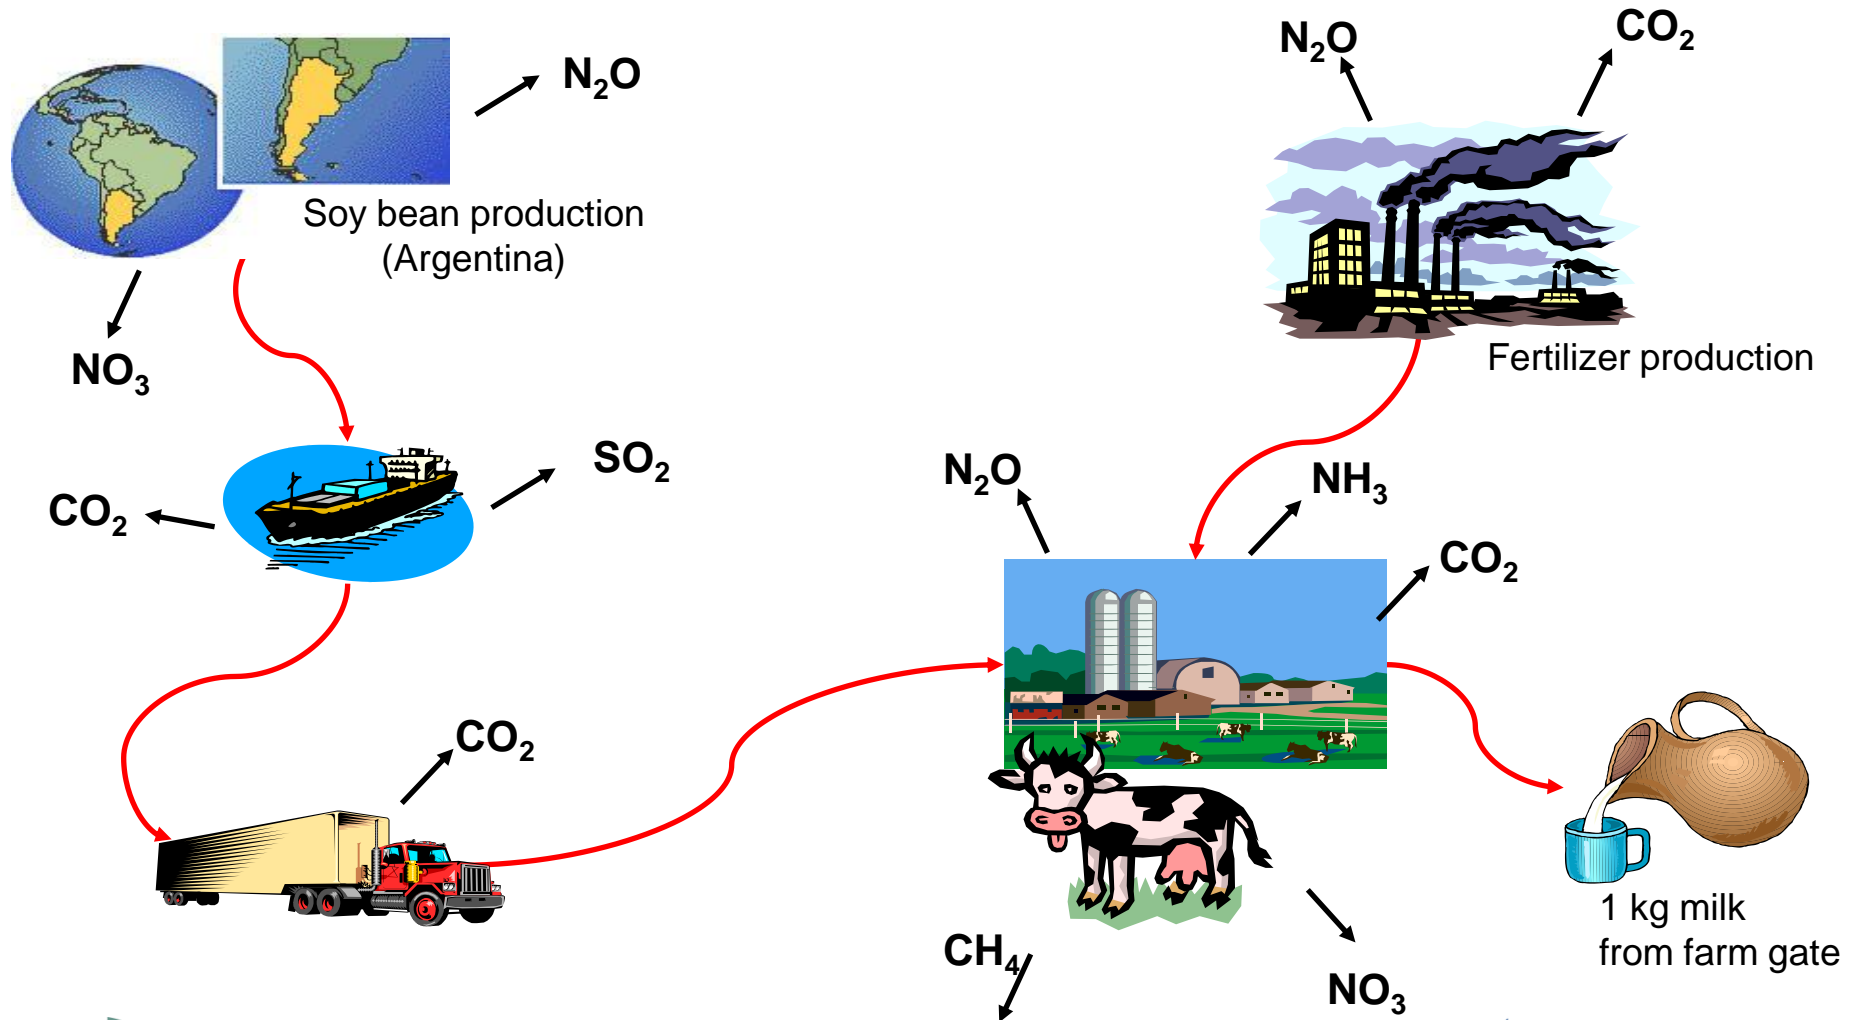 N₂O
CO₂
N₂O
Soy bean production
(Argentina)
NO₃
Fertilizer production
SO₂
CO₂
N₂O
NH₃
CO₂
CO₂
1 kg milk
from farm gate
CH₄
NO₃